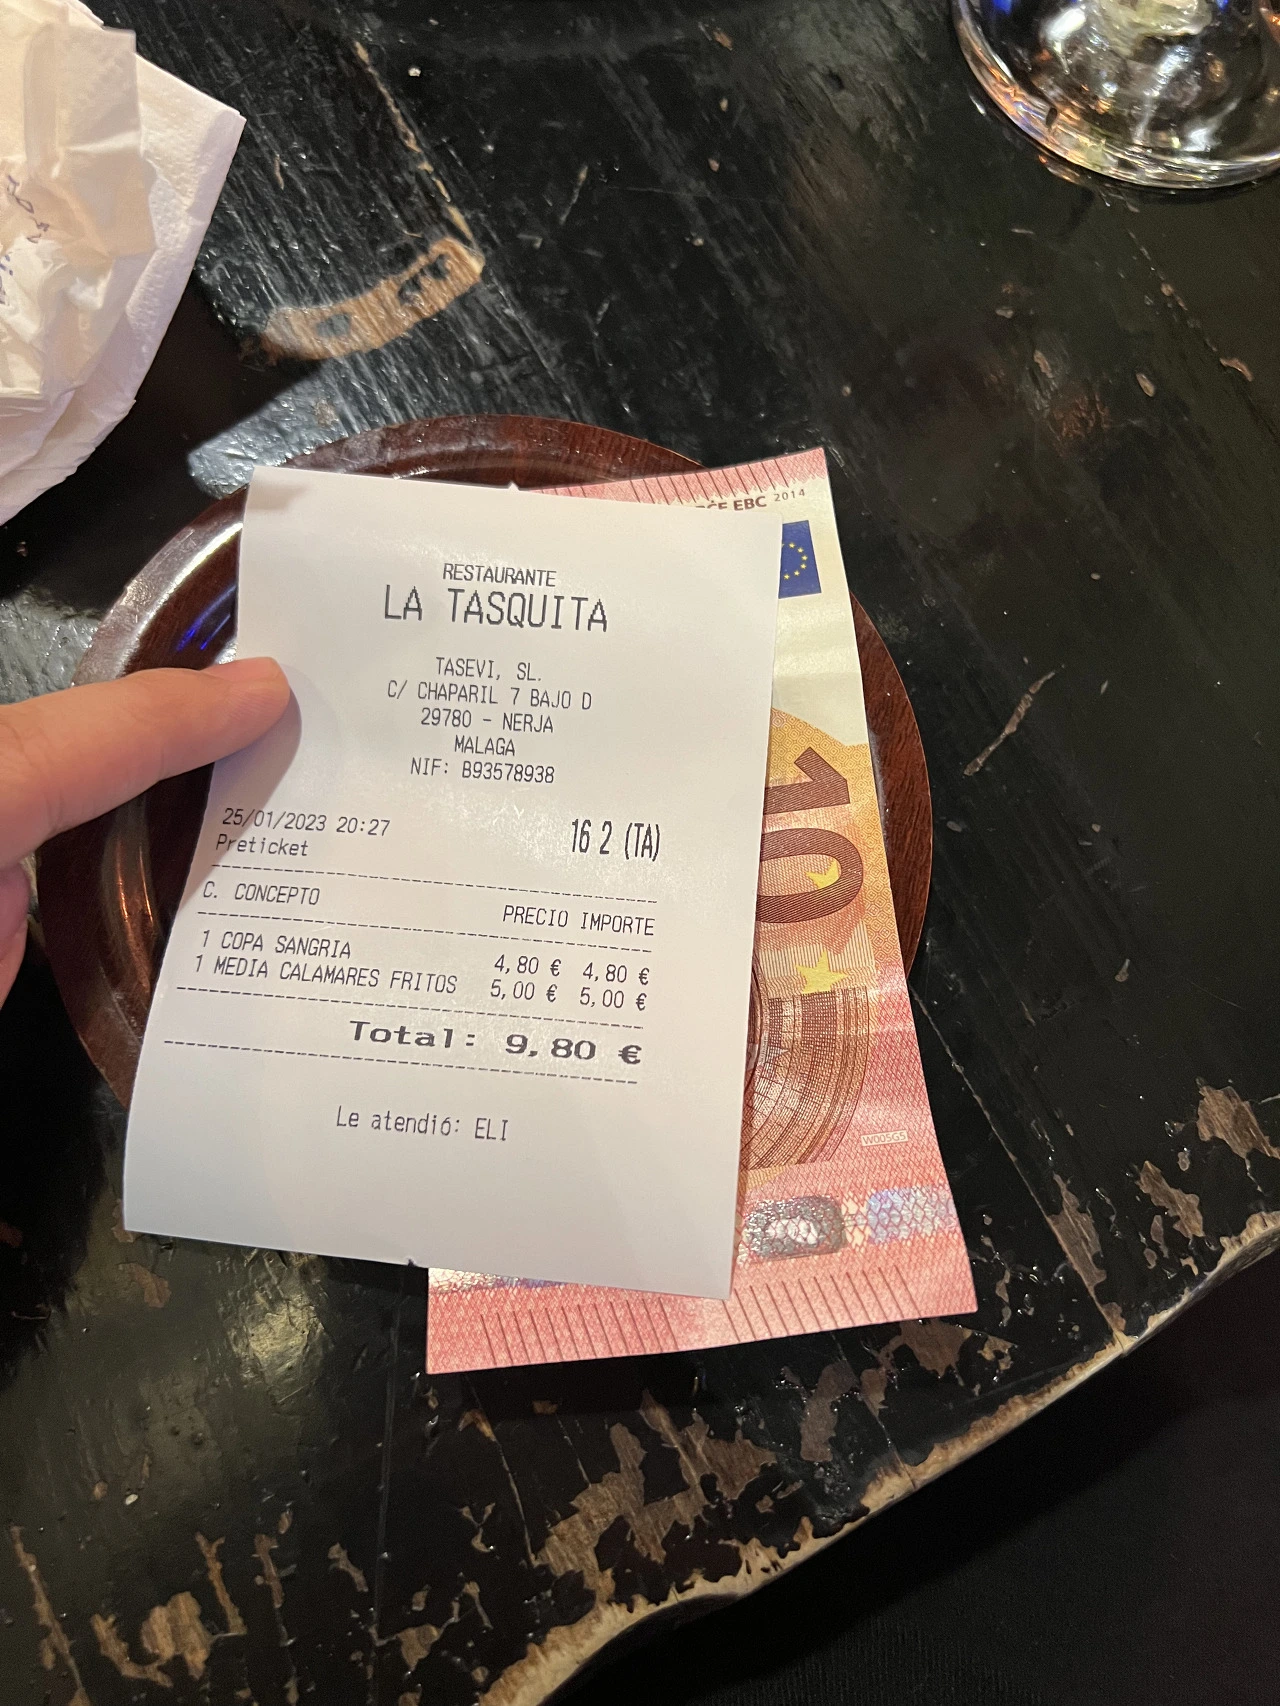 RESTAURANTE
LA TASQUITA
TASEVI, SL.
C/ CHAPARIL 7 BAJO D
29780 - NERJA
MALAGA
NIF: B93578938
25/01/2023 20:27
16 2 (TA)
Preticket
C. CONCEPTO PRECIO IMPORTE
1 COPA SANGRIA 4,80 € 4,80 €
1 MEDIA CALAMARES FRITOS 5,00 € 5,00 €
Total: 9,80 €
Le atendió: ELI
EBC 2014
10
W005G5